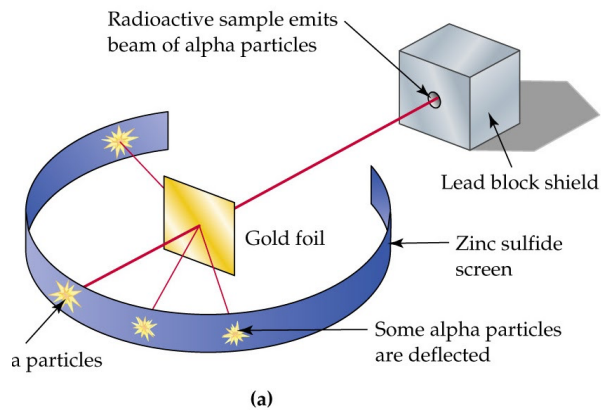 Radioactive sample emits
beam of alpha particles
Lead block shield
Gold foil
Zinc sulfide
screen
Some alpha particles
are deflected
a particles
(a)